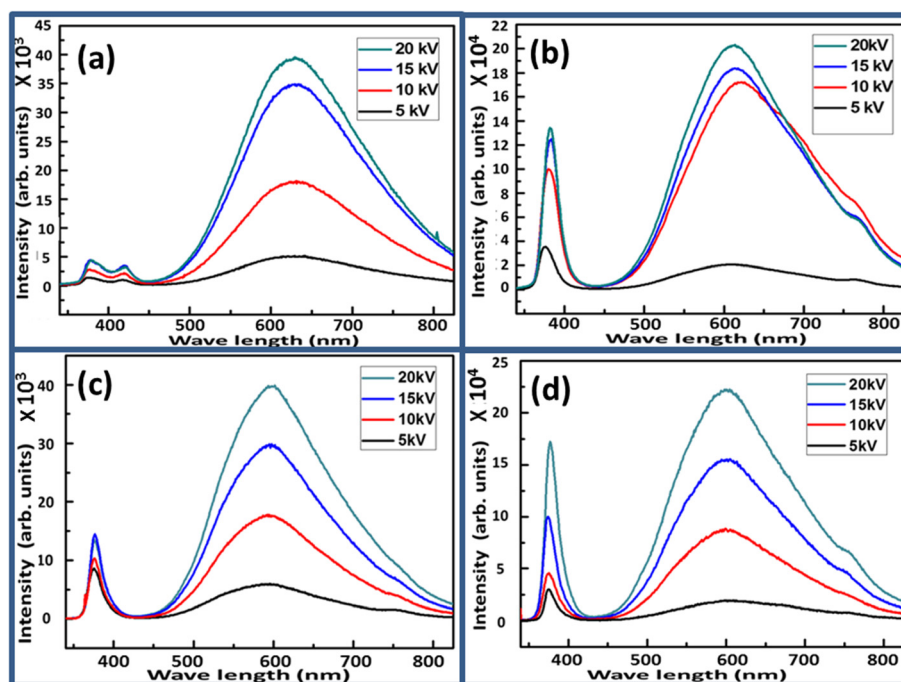 (a)
X 10³
Intensity (arb. units)
45
40
35
30
25
20
15
10
5
0
20 kV
15 kV
10 kV
5 kV
400 500 600 700 800
Wave length (nm)
(b)
X 10⁴
Intensity (arb. units)
20
18
16
14
12
10
8
6
4
2
0
20kV
15 kV
10 kV
5 kV
400 500 600 700 800
Wave length (nm)
(c)
X 10³
Intensity (arb. units)
40
30
20
10
0
20kV
15kV
10kV
5kV
400 500 600 700 800
Wave length (nm)
(d)
X 10⁴
Intensity (arb. units)
25
20
15
10
5
0
20kV
15kV
10kV
5kV
400 500 600 700 800
Wave length (nm)